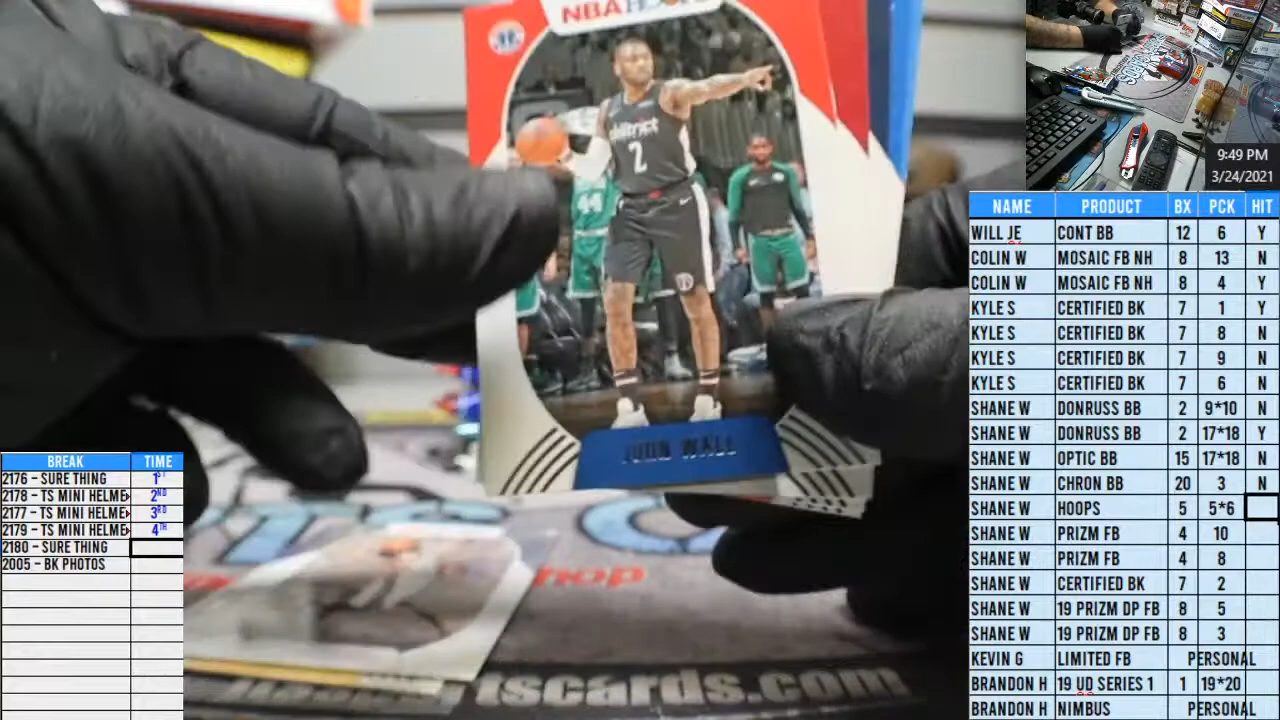 NBA HOOPS
district
2
44
JOHN WALL
hop
tscards.com
9:49 PM
3/24/2021
NAME PRODUCT BX PCK HIT
WILL JE CONT BB 12 6 Y
COLIN W MOSAIC FB NH 8 13 N
COLIN W MOSAIC FB NH 8 4 Y
KYLE S CERTIFIED BK 7 1 Y
KYLE S CERTIFIED BK 7 8 N
KYLE S CERTIFIED BK 7 9 N
KYLE S CERTIFIED BK 7 6 N
SHANE W DONRUSS BB 2 9*10 N
SHANE W DONRUSS BB 2 17*18 Y
SHANE W OPTIC BB 15 17*18 N
SHANE W CHRON BB 20 3 N
SHANE W HOOPS 5 5*6
SHANE W PRIZM FB 4 10
SHANE W PRIZM FB 4 8
SHANE W CERTIFIED BK 7 2
SHANE W 19 PRIZM DP FB 8 5
SHANE W 19 PRIZM DP FB 8 3
KEVIN G LIMITED FB PERSONAL
BRANDON H 19 UD SERIES 1 1 19*20
BRANDON H NIMBUS PERSONAL
BREAK TIME
2176 - SURE THING 1ST
2178 - TS MINI HELME 2ND
2177 - TS MINI HELME 3RD
2179 - TS MINI HELME 4TH
2180 - SURE THING
2005 - BK PHOTOS